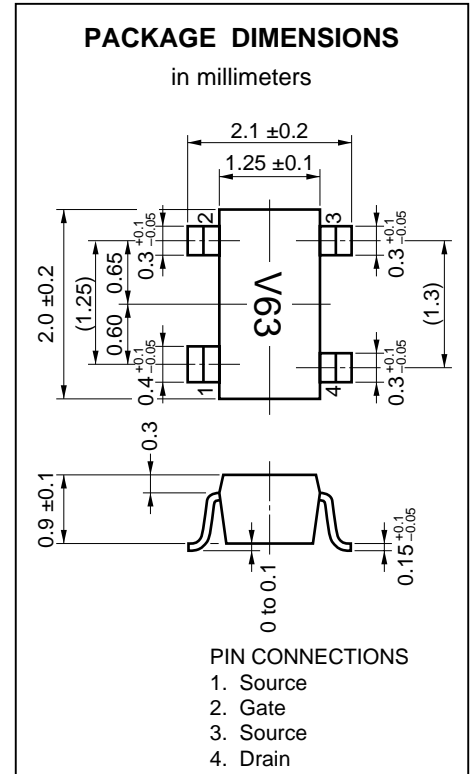 PACKAGE DIMENSIONS
in millimeters
2.1 ±0.2
1.25 ±0.1
2
3
0.3 +0.1 −0.05
0.3 +0.1 −0.05
2.0 ±0.2
(1.25)
0.65
0.60
V63
(1.3)
0.4 +0.1 −0.05
0.3 +0.1 −0.05
1
4
0.3
0.9 ±0.1
0 to 0.1
0.15 +0.1 −0.05
PIN CONNECTIONS
1. Source
2. Gate
3. Source
4. Drain